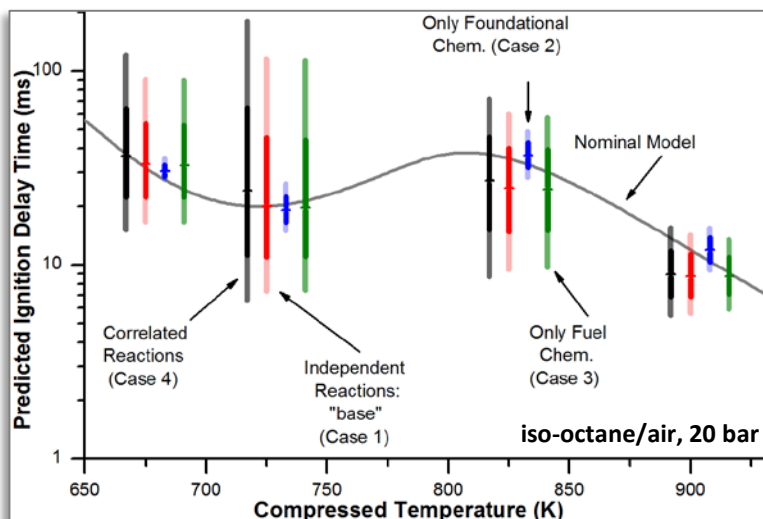 Only Foundational
Chem. (Case 2)
100
Nominal Model
10
Correlated
Reactions
(Case 4)
Independent
Reactions:
"base"
(Case 1)
Only Fuel
Chem.
(Case 3)
iso-octane/air, 20 bar
1
650 700 750 800 850 900
Compressed Temperature (K)
Predicted Ignition Delay Time (ms)